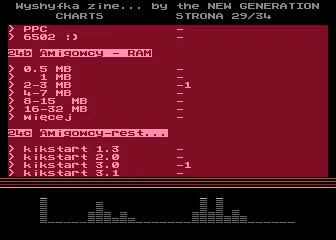 Wyshyfka zine... by the NEW GENERATION
CHARTS STRONA 29/34
> PPC -
> 6502 :) -
24b Amigowcy - RAM
> 0.5 MB -
> 1 MB -
> 2-3 MB -1
> 4-7 MB -
> 8-15 MB -
> 16-32 MB -
> więcej -
24c Amigowcy-rest...
> kikstart 1.3 -
> kikstart 2.0 -
> kikstart 3.0 -1
> kikstart 3.1 -